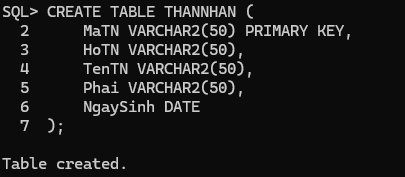 SQL> CREATE TABLE THANNHAN (
  2      MaTN VARCHAR2(50) PRIMARY KEY,
  3      HoTN VARCHAR2(50),
  4      TenTN VARCHAR2(50),
  5      Phai VARCHAR2(50),
  6      NgaySinh DATE
  7  );

Table created.